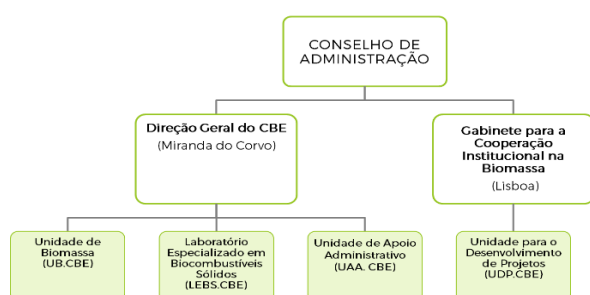 CONSELHO DE
ADMINISTRAÇÃO
Direção Geral do CBE
(Miranda do Corvo)
Gabinete para a
Cooperação
Institucional na
Biomassa
(Lisboa)
Unidade de
Biomassa
(UB.CBE)
Laboratório
Especializado em
Biocombustíveis
Sólidos
(LEBS.CBE)
Unidade de Apoio
Administrativo
(UAA. CBE)
Unidade para o
Desenvolvimento
de Projetos
(UDP.CBE)